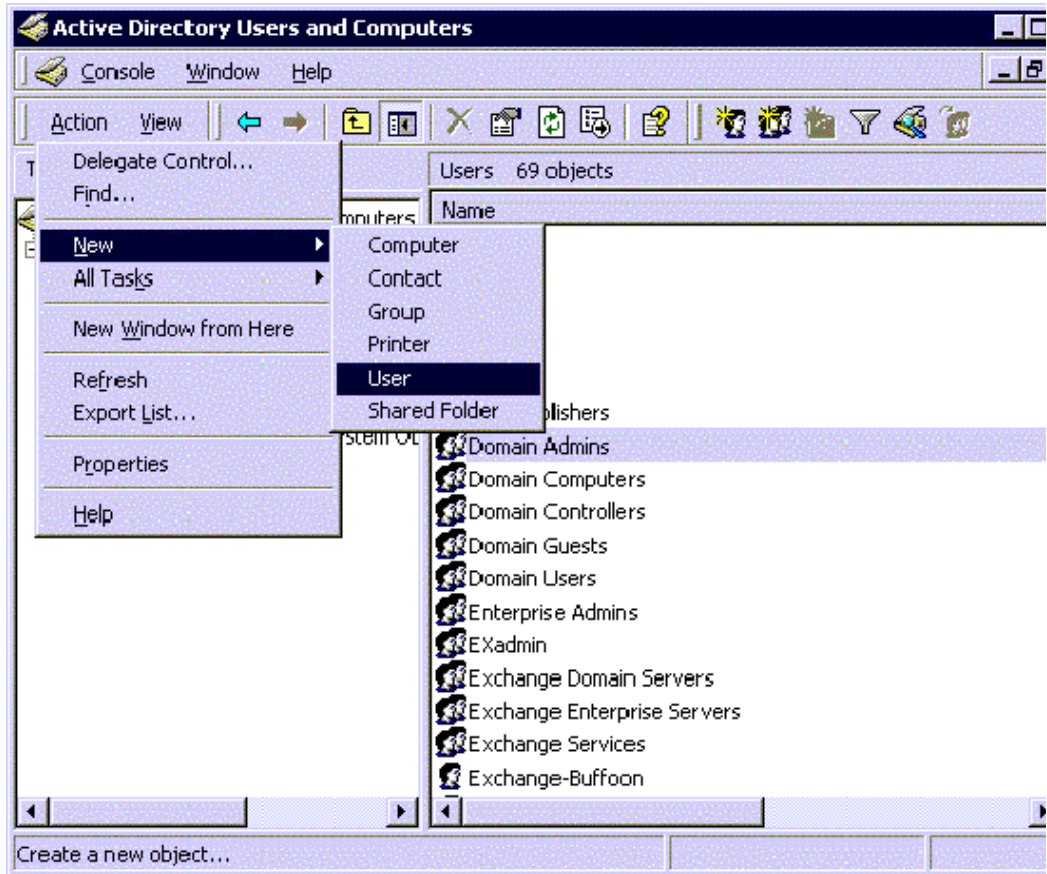 Active Directory Users and Computers
Console Window Help
Action View
Users 69 objects
Name
Delegate Control...
Find...
New
All Tasks
New Window from Here
Refresh
Export List...
Properties
Help
Computer
Contact
Group
Printer
User
Shared Folder
Domain Admins
Domain Computers
Domain Controllers
Domain Guests
Domain Users
Enterprise Admins
EXadmin
Exchange Domain Servers
Exchange Enterprise Servers
Exchange Services
Exchange-Buffoon
Create a new object...